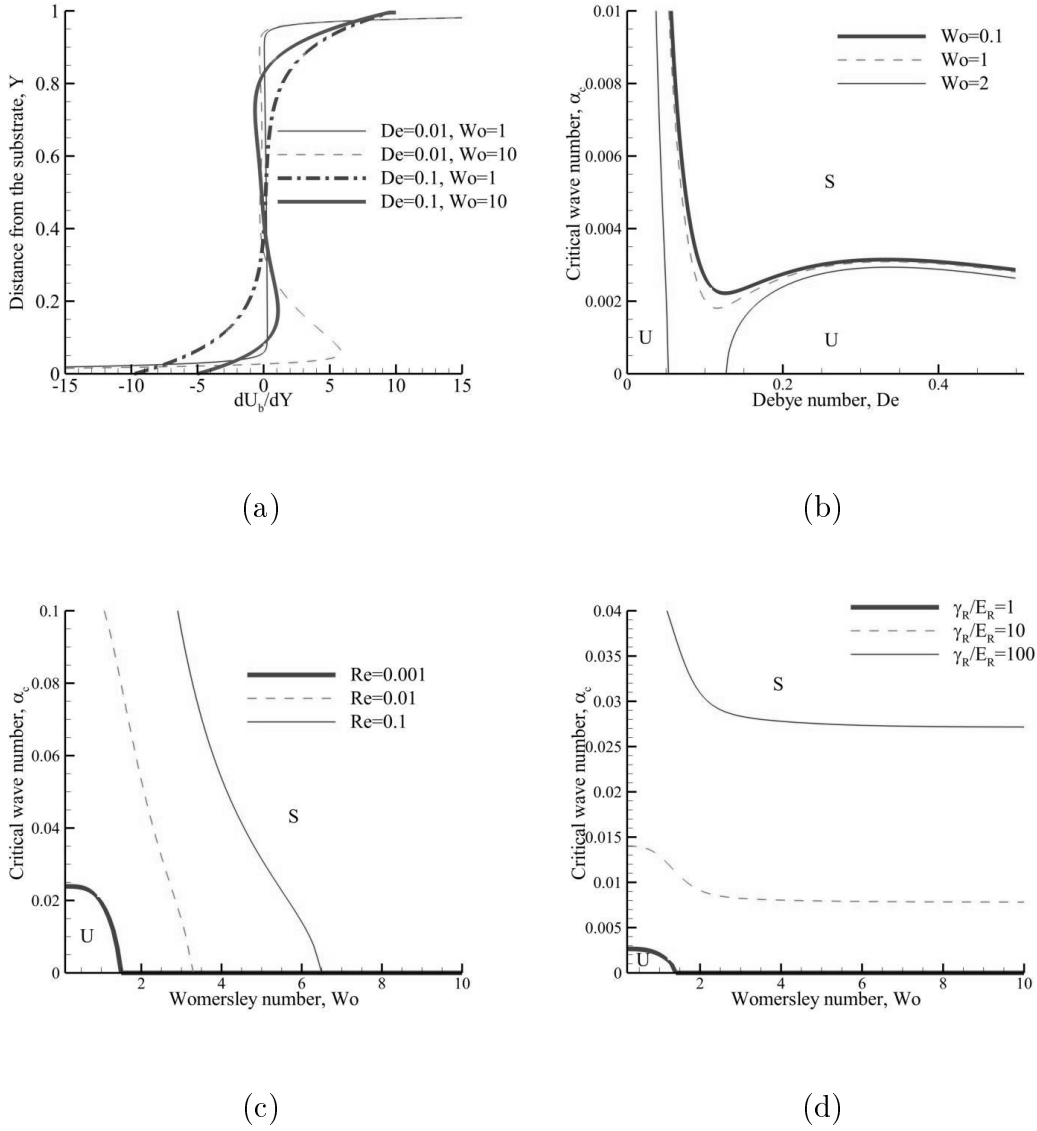 (a)
Distance from the substrate, Y
1
0.8
0.6
0.4
0.2
0
-15
-10
-5
0
5
10
15
dU_b/dY
De=0.01, Wo=1
De=0.01, Wo=10
De=0.1, Wo=1
De=0.1, Wo=10
(b)
Critical wave number, α_c
0.01
0.008
0.006
0.004
0.002
0
0
0.2
0.4
Debye number, De
Wo=0.1
Wo=1
Wo=2
S
U
U
(c)
Critical wave number, α_c
0.1
0.08
0.06
0.04
0.02
0
2
4
6
8
10
Womersley number, Wo
Re=0.001
Re=0.01
Re=0.1
S
U
(d)
Critical wave number, α_c
0.04
0.035
0.03
0.025
0.02
0.015
0.01
0.005
0
2
4
6
8
10
Womersley number, Wo
γ_R/E_R=1
γ_R/E_R=10
γ_R/E_R=100
S
U